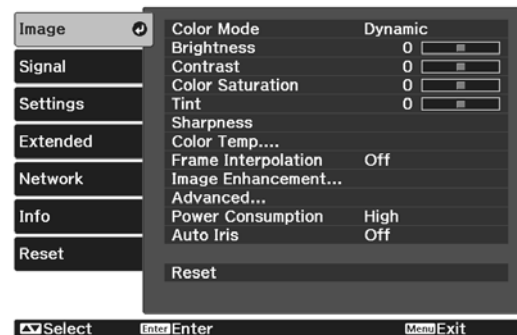 Image
Signal
Settings
Extended
Network
Info
Reset
Color Mode Dynamic
Brightness 0
Contrast 0
Color Saturation 0
Tint 0
Sharpness
Color Temp....
Frame Interpolation Off
Image Enhancement...
Advanced...
Power Consumption High
Auto Iris Off
Reset
Select Enter Enter Menu Exit